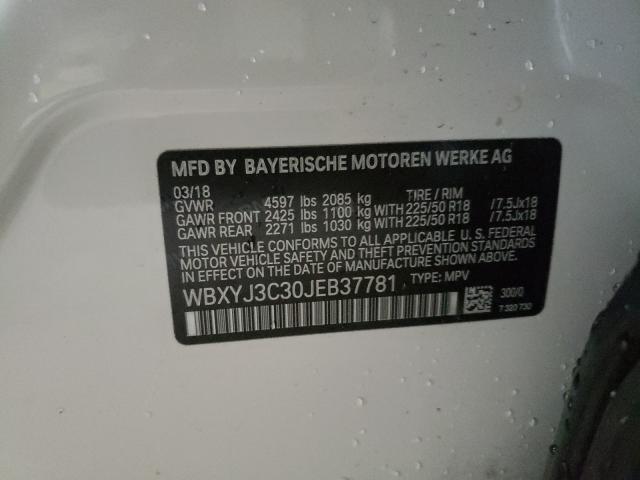 MFD BY BAYERISCHE MOTOREN WERKE AG
03/18
GVWR 4597 lbs 2085 kg TIRE / RIM
GAWR FRONT 2425 lbs 1100 kg WITH 225/50 R18 /7.5Jx18
GAWR REAR 2271 lbs 1030 kg WITH 225/50 R18 /7.5Jx18
THIS VEHICLE CONFORMS TO ALL APPLICABLE U. S. FEDERAL
MOTOR VEHICLE SAFETY AND THEFT PREVENTION STANDARDS
IN EFFECT ON THE DATE OF MANUFACTURE SHOWN ABOVE.
WBXYJ3C30JEB37781 TYPE: MPV
300/0
7 320 730